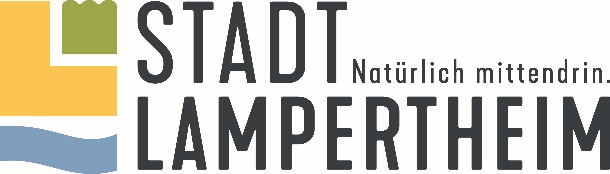 STADT
Natürlich mittendrin.
LAMPERTHEIM